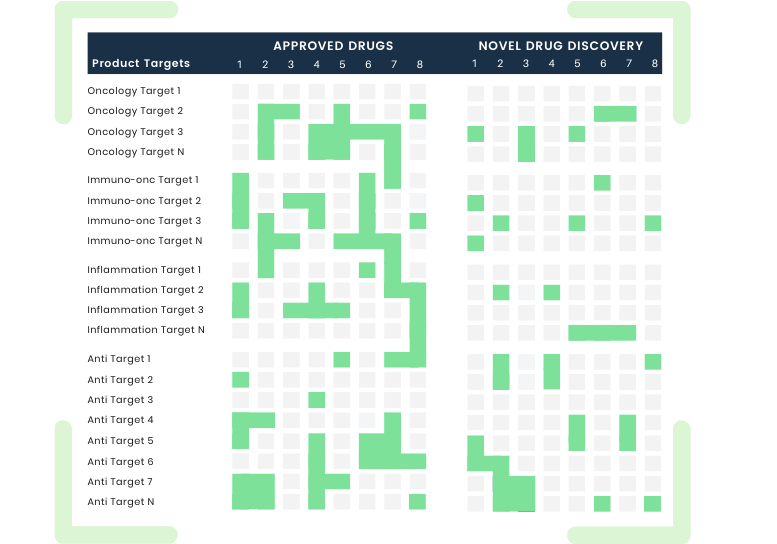 APPROVED DRUGS NOVEL DRUG DISCOVERY
Product Targets 1 2 3 4 5 6 7 8 1 2 3 4 5 6 7 8
Oncology Target 1
Oncology Target 2
Oncology Target 3
Oncology Target N
Immuno-onc Target 1
Immuno-onc Target 2
Immuno-onc Target 3
Immuno-onc Target N
Inflammation Target 1
Inflammation Target 2
Inflammation Target 3
Inflammation Target N
Anti Target 1
Anti Target 2
Anti Target 3
Anti Target 4
Anti Target 5
Anti Target 6
Anti Target 7
Anti Target N